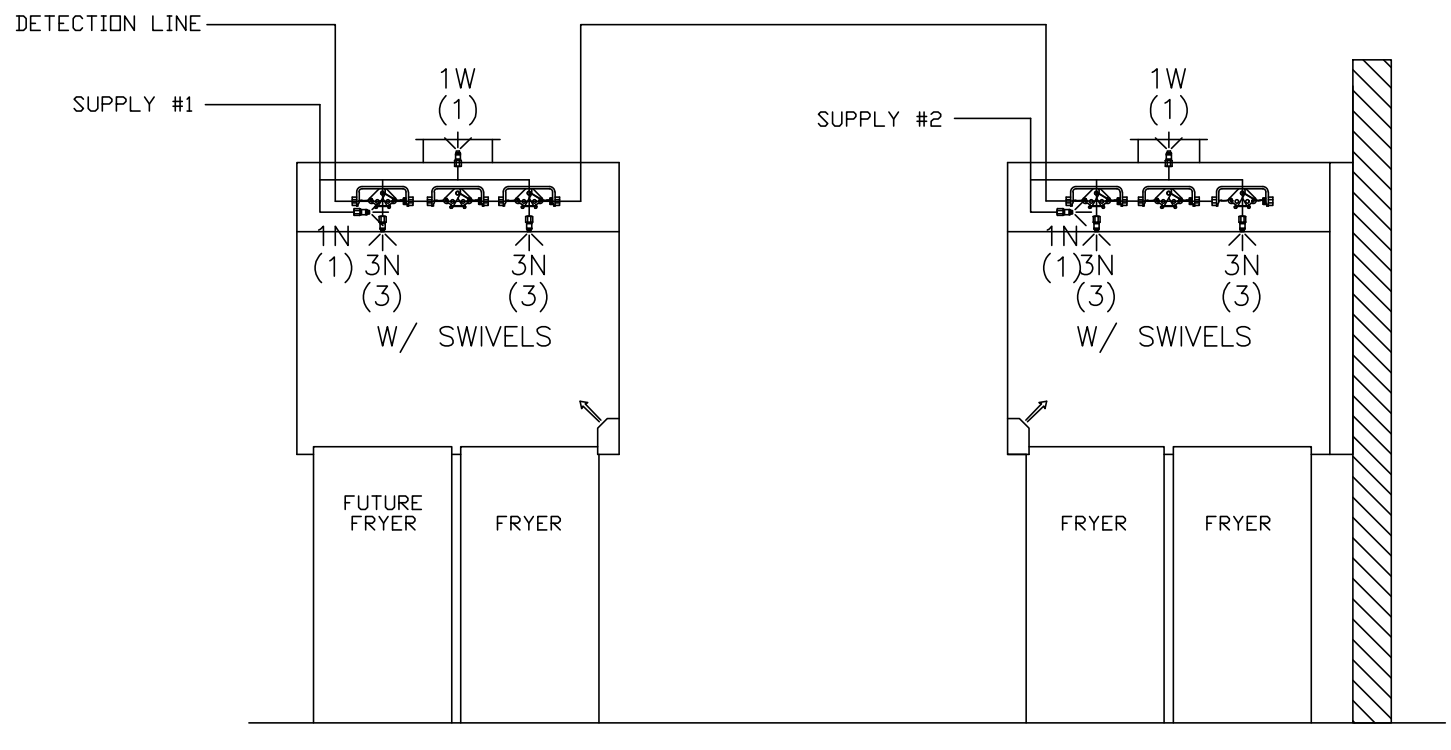 DETECTION LINE
1W
(1)
1W
(1)
SUPPLY #1
SUPPLY #2
1N
(1)
3N
(3)
3N
(3)
1N
(1)
3N
(3)
3N
(3)
W/ SWIVELS
W/ SWIVELS
FUTURE
FRYER
FRYER
FRYER
FRYER